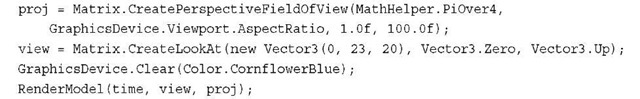 proj = Matrix.CreatePerspectiveFieldOfView(MathHelper.PiOver4,
GraphicsDevice.Viewport.AspectRatio, 1.0f, 100.0f);
view = Matrix.CreateLookAt(new Vector3(0, 23, 20), Vector3.Zero, Vector3.Up);
GraphicsDevice.Clear(Color.CornflowerBlue);
RenderModel(time, view, proj);